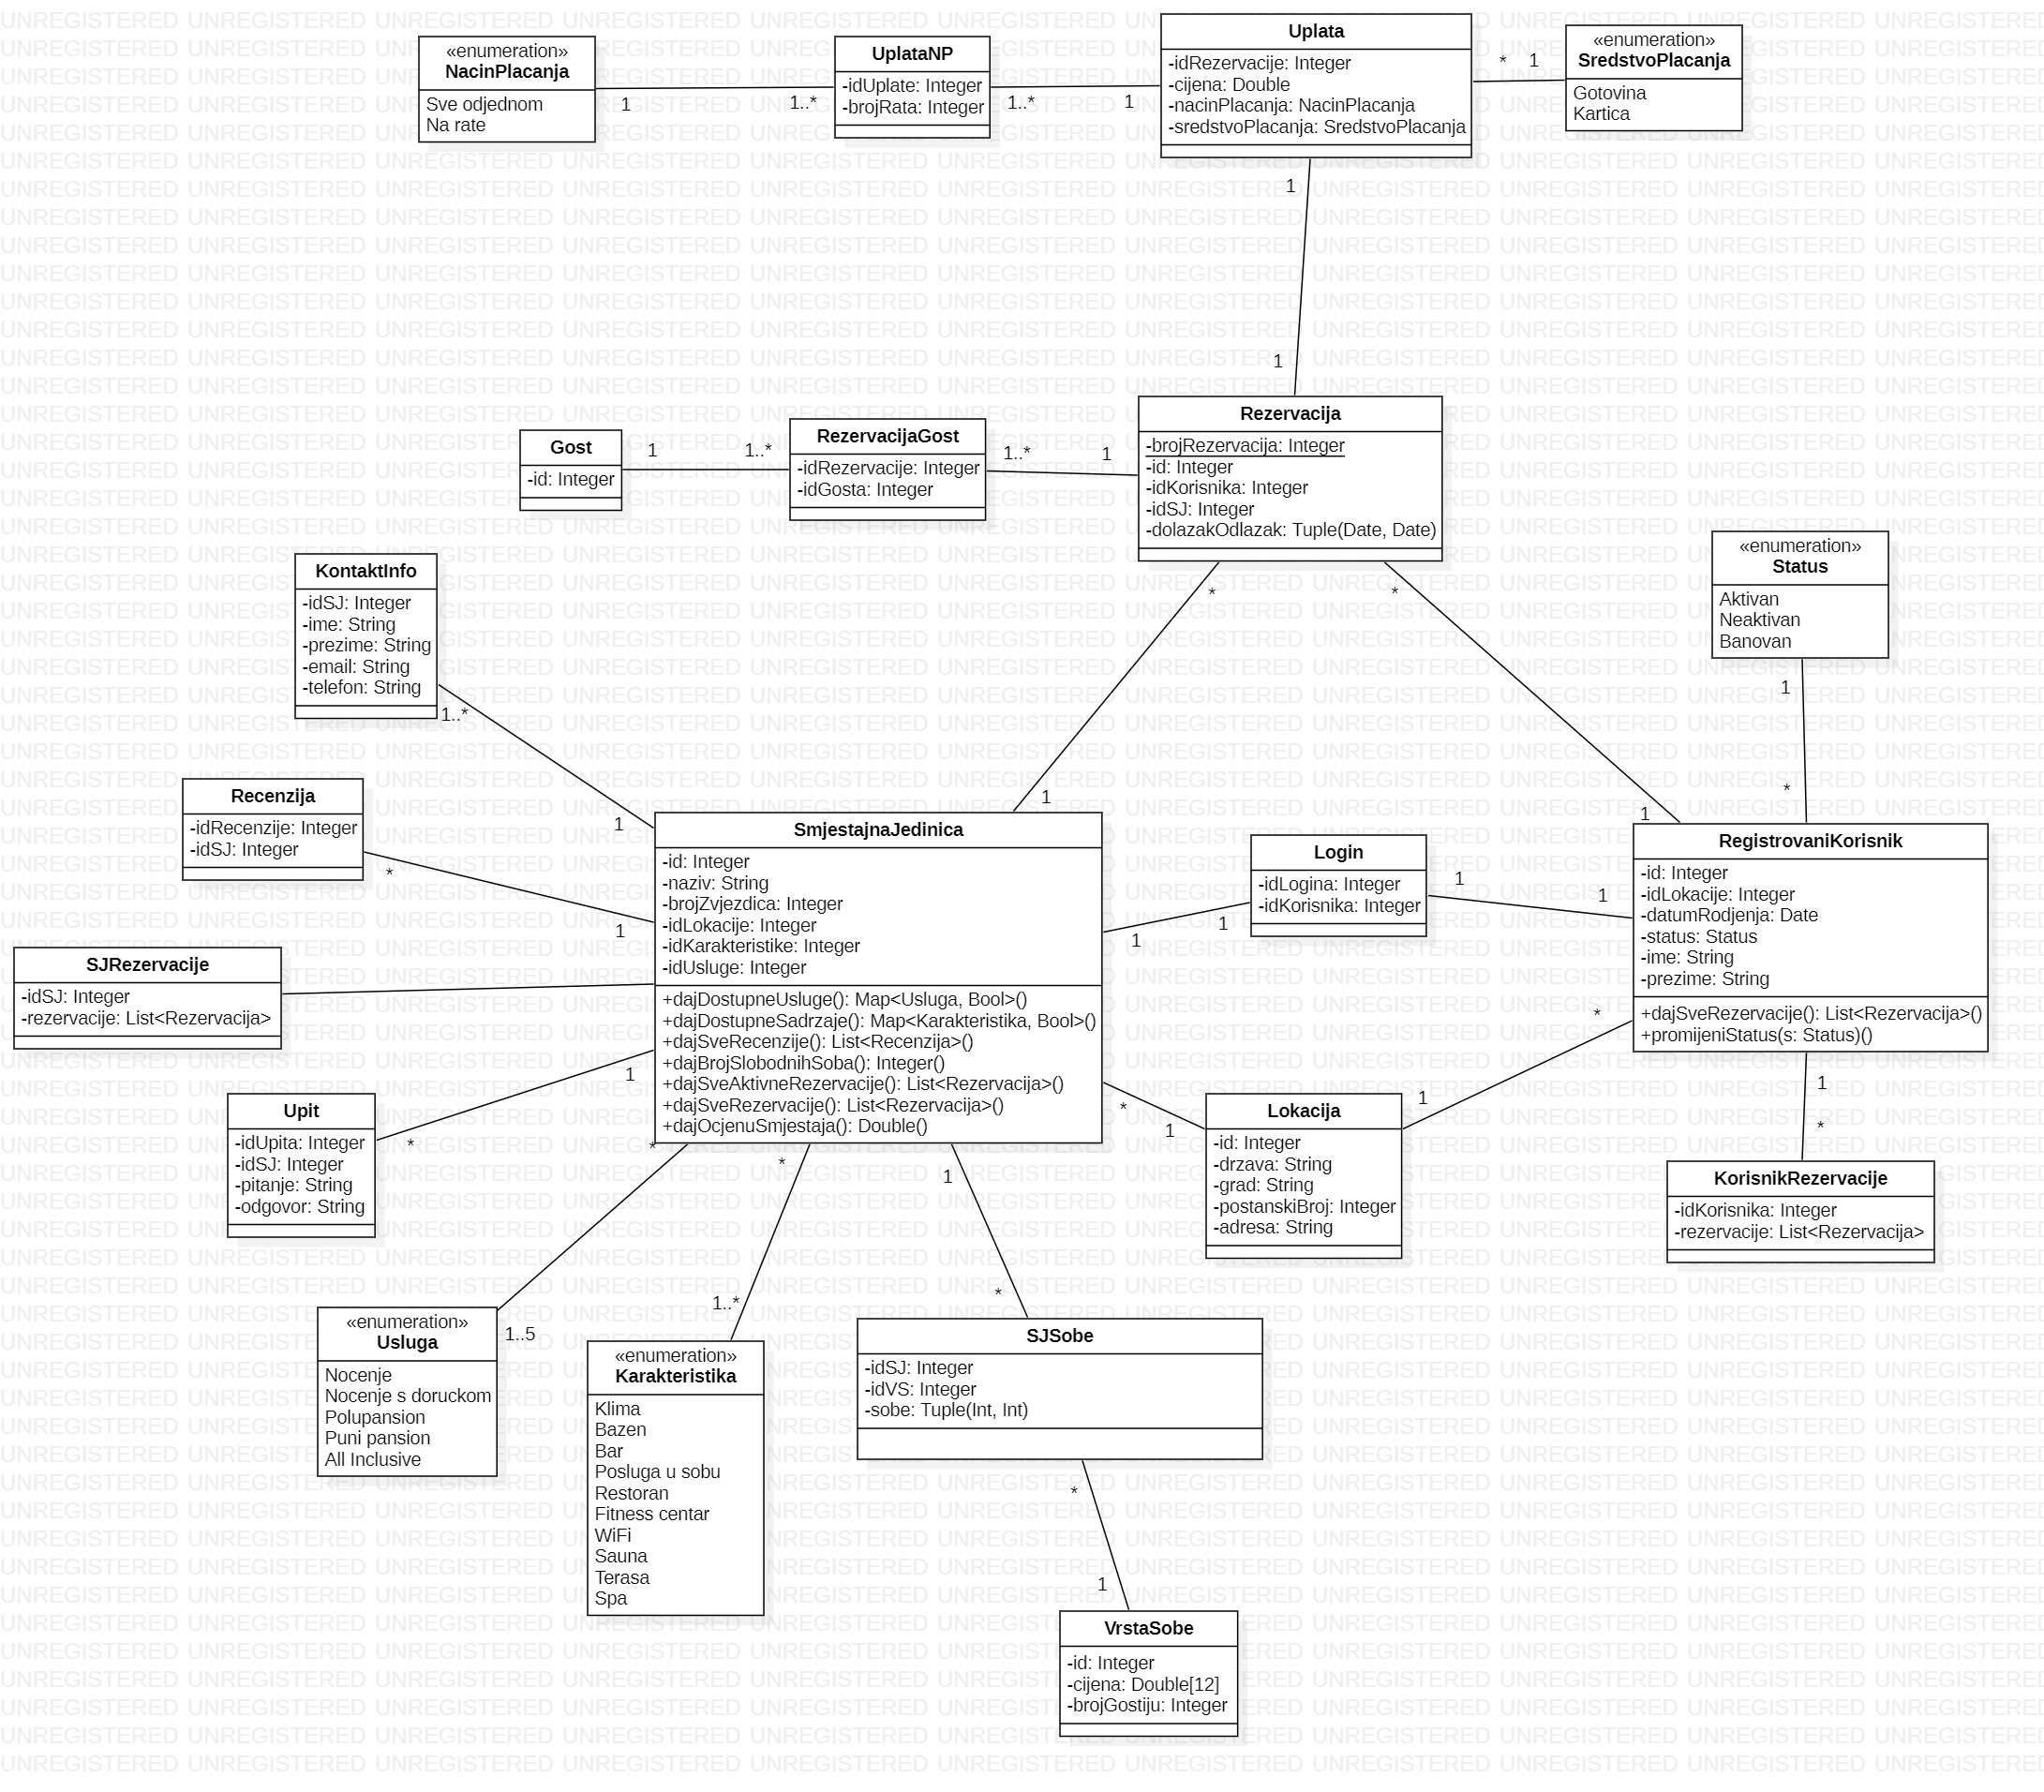 «enumeration»
NacinPlacanja
Sve odjednom
Na rate
1
1..*
UplataNP
-idUplate: Integer
-brojRata: Integer
1..*
1
Uplata
-idRezervacije: Integer
-cijena: Double
-nacinPlacanja: NacinPlacanja
-sredstvoPlacanja: SredstvoPlacanja
*
1
«enumeration»
SredstvoPlacanja
Gotovina
Kartica
1
1
Gost
-id: Integer
1
1..*
RezervacijaGost
-idRezervacije: Integer
-idGosta: Integer
1..*
1
Rezervacija
-brojRezervacija: Integer
-id: Integer
-idKorisnika: Integer
-idSJ: Integer
-dolazakOdlazak: Tuple(Date, Date)
*
*
1
1
«enumeration»
Status
Aktivan
Neaktivan
Banovan
1
*
KontaktInfo
-idSJ: Integer
-ime: String
-prezime: String
-email: String
-telefon: String
1..*
1
Recenzija
-idRecenzije: Integer
-idSJ: Integer
*
1
SJRezervacije
-idSJ: Integer
-rezervacije: List<Rezervacija>
SmjestajnaJedinica
-id: Integer
-naziv: String
-brojZvjezdica: Integer
-idLokacije: Integer
-idKarakteristike: Integer
-idUsluge: Integer
+dajDostupneUsluge(): Map<Usluga, Bool>()
+dajDostupneSadrzaje(): Map<Karakteristika, Bool>()
+dajSveRecenzije(): List<Recenzija>()
+dajBrojSlobodnihSoba(): Integer()
+dajSveAktivneRezervacije(): List<Rezervacija>()
+dajSveRezervacije(): List<Rezervacija>()
+dajOcjenuSmjestaja(): Double()
Login
-idLogina: Integer
-idKorisnika: Integer
1
1
1
1
RegistrovaniKorisnik
-id: Integer
-idLokacije: Integer
-datumRodjenja: Date
-status: Status
-ime: String
-prezime: String
+dajSveRezervacije(): List<Rezervacija>()
+promijeniStatus(s: Status)()
*
1
*
1
Lokacija
-id: Integer
-drzava: String
-grad: String
-postanskiBroj: Integer
-adresa: String
1
*
KorisnikRezervacije
-idKorisnika: Integer
-rezervacije: List<Rezervacija>
Upit
-idUpita: Integer
-idSJ: Integer
-pitanje: String
-odgovor: String
1
*
*
1..5
«enumeration»
Usluga
Nocenje
Nocenje s doruckom
Polupansion
Puni pansion
All Inclusive
*
1..*
«enumeration»
Karakteristika
Klima
Bazen
Bar
Posluga u sobu
Restoran
Fitness centar
WiFi
Sauna
Terasa
Spa
1
*
SJSobe
-idSJ: Integer
-idVS: Integer
-sobe: Tuple(Int, Int)
*
1
VrstaSobe
-id: Integer
-cijena: Double[12]
-brojGostiju: Integer
UNREGISTERED